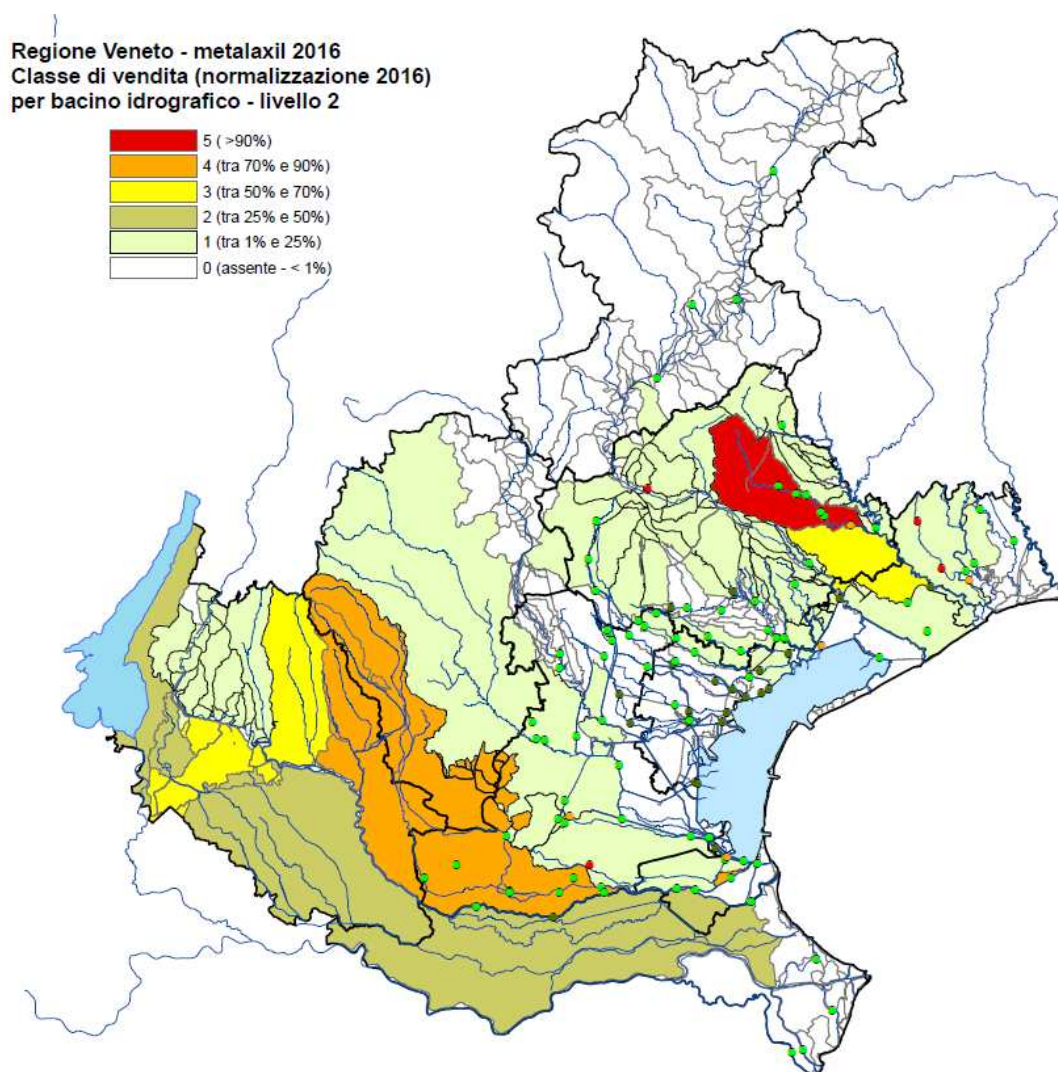 Regione Veneto - metalaxil 2016
Classe di vendita (normalizzazione 2016)
per bacino idrografico - livello 2
5 ( >90%)
4 (tra 70% e 90%)
3 (tra 50% e 70%)
2 (tra 25% e 50%)
1 (tra 1% e 25%)
0 (assente - < 1%)